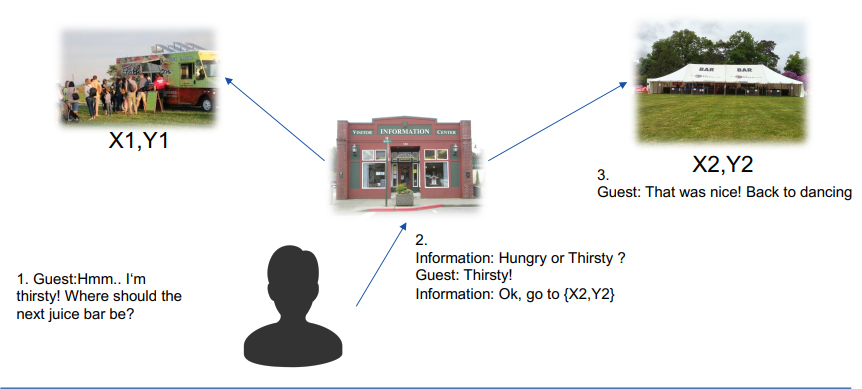 BAR BAR
VISITOR INFORMATION CENTER
X1,Y1
X2,Y2
3.
Guest: That was nice! Back to dancing
2.
Information: Hungry or Thirsty ?
Guest: Thirsty!
Information: Ok, go to {X2,Y2}
1. Guest:Hmm.. I'm
thirsty! Where should the
next juice bar be?